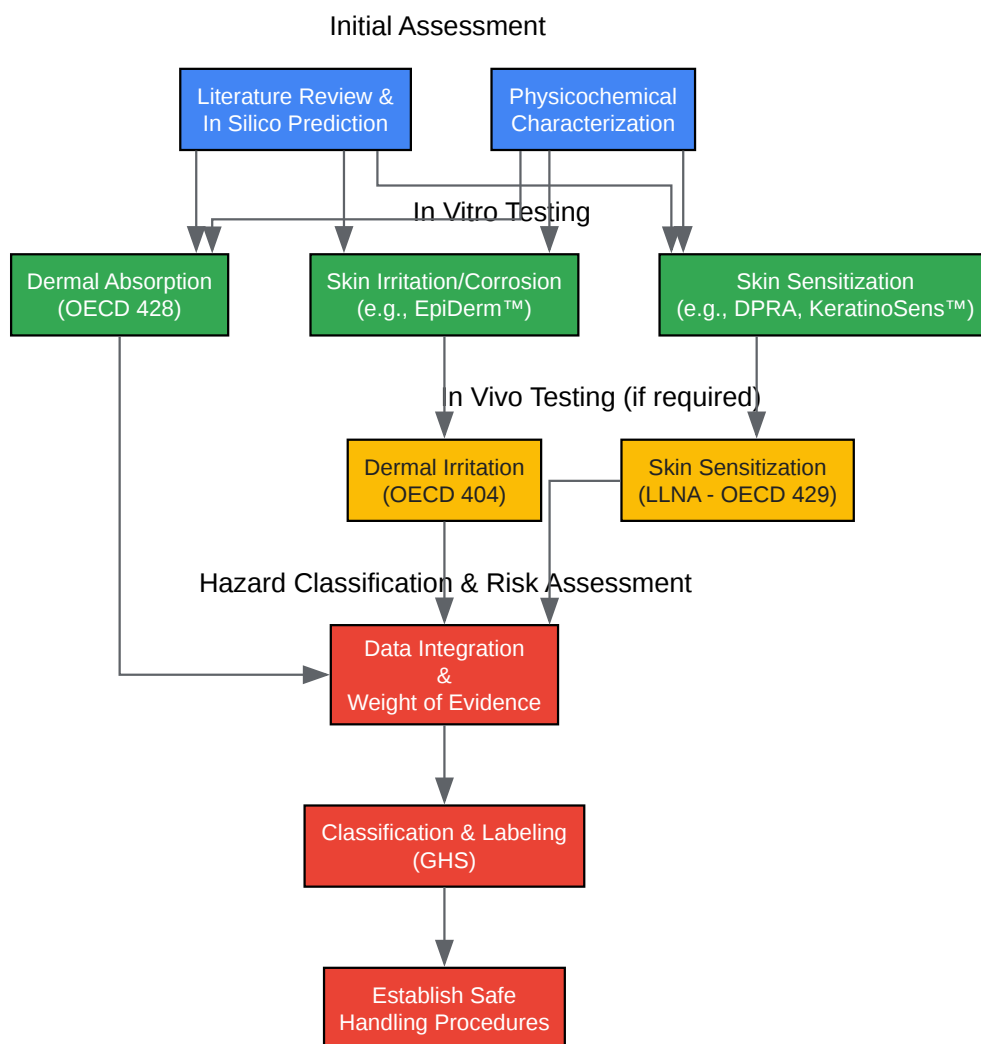 Initial Assessment
Literature Review &
In Silico Prediction
Physicochemical
Characterization
In Vitro Testing
Dermal Absorption
(OECD 428)
Skin Irritation/Corrosion
(e.g., EpiDerm™)
Skin Sensitization
(e.g., DPRA, KeratinoSens™)
In Vivo Testing (if required)
Dermal Irritation
(OECD 404)
Skin Sensitization
(LLNA - OECD 429)
Hazard Classification & Risk Assessment
Data Integration
&
Weight of Evidence
Classification & Labeling
(GHS)
Establish Safe
Handling Procedures